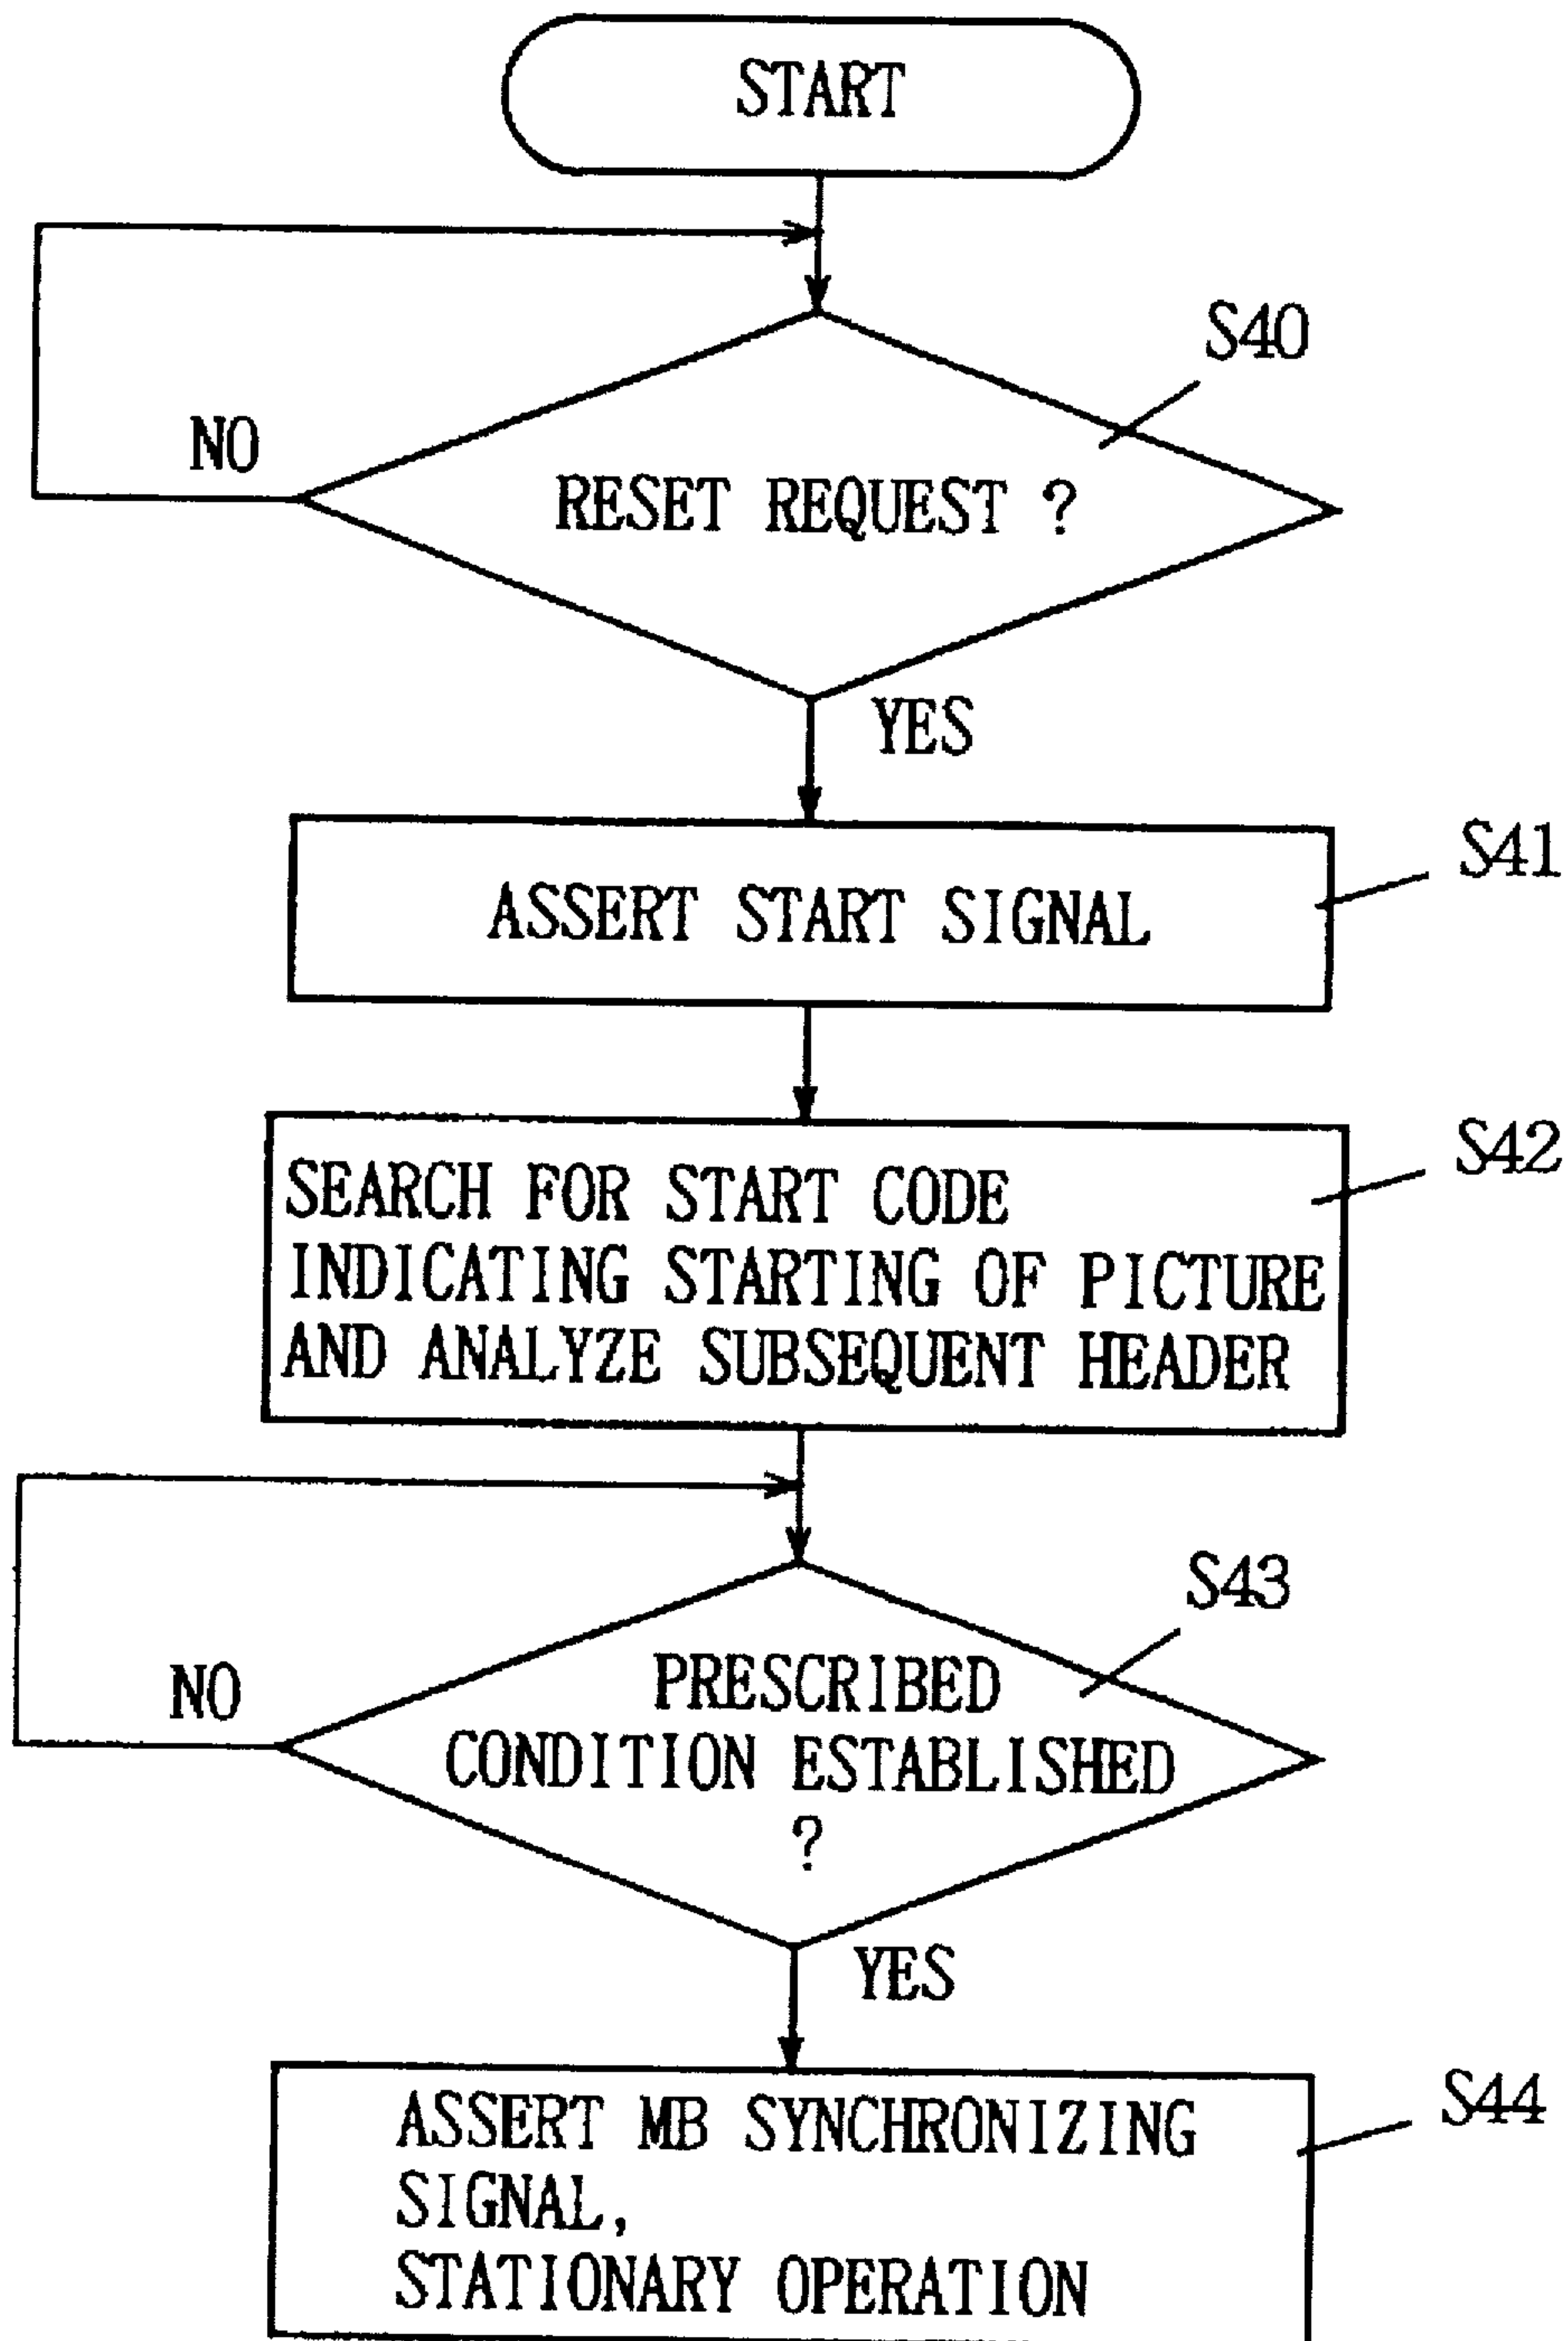 START
S40
NO
RESET REQUEST ?
YES
S41
ASSERT START SIGNAL
S42
SEARCH FOR START CODE
INDICATING STARTING OF PICTURE
AND ANALYZE SUBSEQUENT HEADER
S43
NO
PRESCRIBED
CONDITION ESTABLISHED
?
YES
S44
ASSERT MB SYNCHRONIZING
SIGNAL,
STATIONARY OPERATION